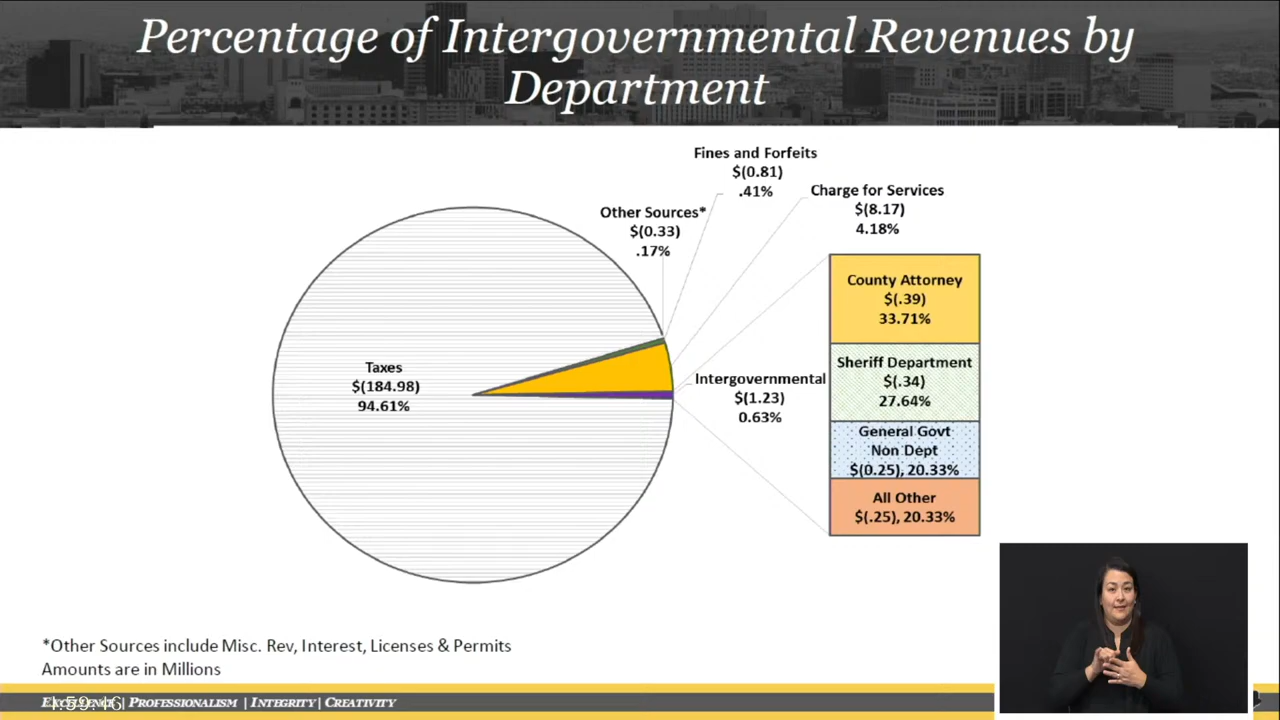 Percentage of Intergovernmental Revenues by
Department
Fines and Forfeits
$(0.81)
.41%
Charge for Services
$(8.17)
4.18%
Other Sources*
$(0.33)
.17%
County Attorney
$(.39)
33.71%
Sheriff Department
$(.34)
27.64%
General Govt
Non Dept
$(0.25), 20.33%
All Other
$(.25), 20.33%
Intergovernmental
$(1.23)
0.63%
Taxes
$(184.98)
94.61%
*Other Sources include Misc. Rev, Interest, Licenses & Permits
Amounts are in Millions
| PROFESSIONALISM | INTEGRITY | CREATIVITY
1:59:46